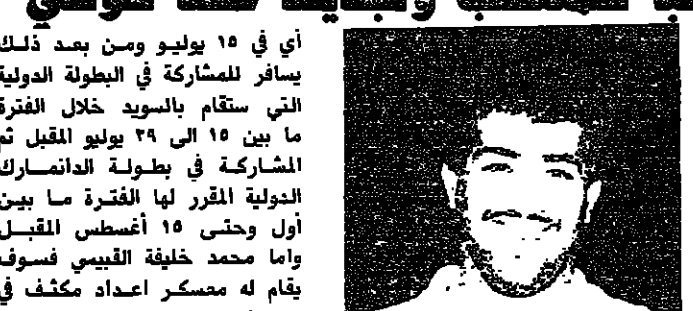 أي في ١٥ يوليو ومن بعد ذلك
يسافر للمشاركة في البطولة الدولية
التي ستقام بالسويد خلال الفترة
ما بين ١٥ الى ٢٩ يوليو المقبل ثم
المشاركة في بطولة الدانمارك
الدولية المقرر لها الفترة ما بين
أول وحتى ١٥ أغسطس المقبل
واما محمد خليفة القبيمي فسوف
يقام له معسكر اعداد مكثف في